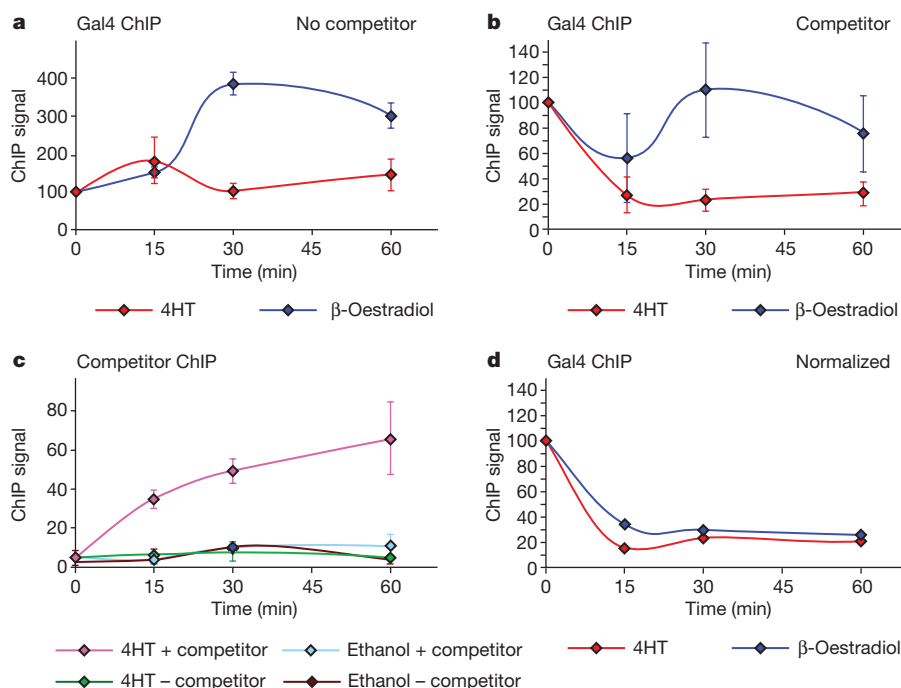 a Gal4 ChIP No competitor
ChIP signal
400
300
200
100
0
0 15 30 45 60
Time (min)
4HT β-Oestradiol
b Gal4 ChIP Competitor
ChIP signal
140
120
100
80
60
40
20
0
0 15 30 45 60
Time (min)
4HT β-Oestradiol
c Competitor ChIP
ChIP signal
80
60
40
20
0
0 15 30 45 60
Time (min)
4HT + competitor Ethanol + competitor
4HT – competitor Ethanol – competitor
d Gal4 ChIP Normalized
ChIP signal
140
120
100
80
60
40
20
0
0 15 30 45 60
Time (min)
4HT β-Oestradiol